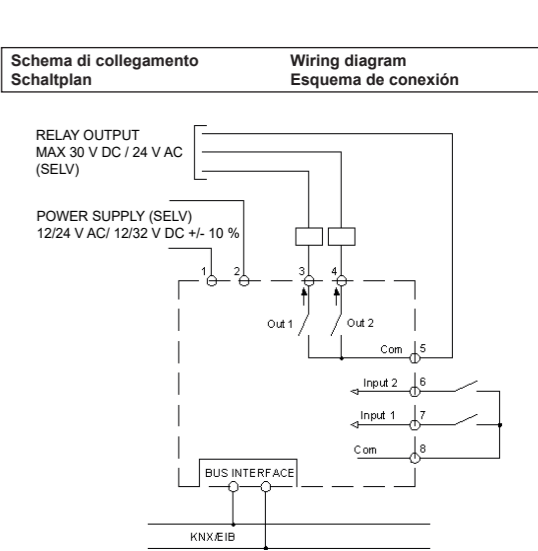 Schema di collegamento
Wiring diagram
Schaltplan
Esquema de conexión
RELAY OUTPUT
MAX 30 V DC / 24 V AC
(SELV)
POWER SUPPLY (SELV)
12/24 V AC/ 12/32 V DC +/- 10 %
1 2 3 4
Out 1
Out 2
Com 5
Input 2 6
Input 1 7
Com 8
BUS INTERFACE
KNX/EIB